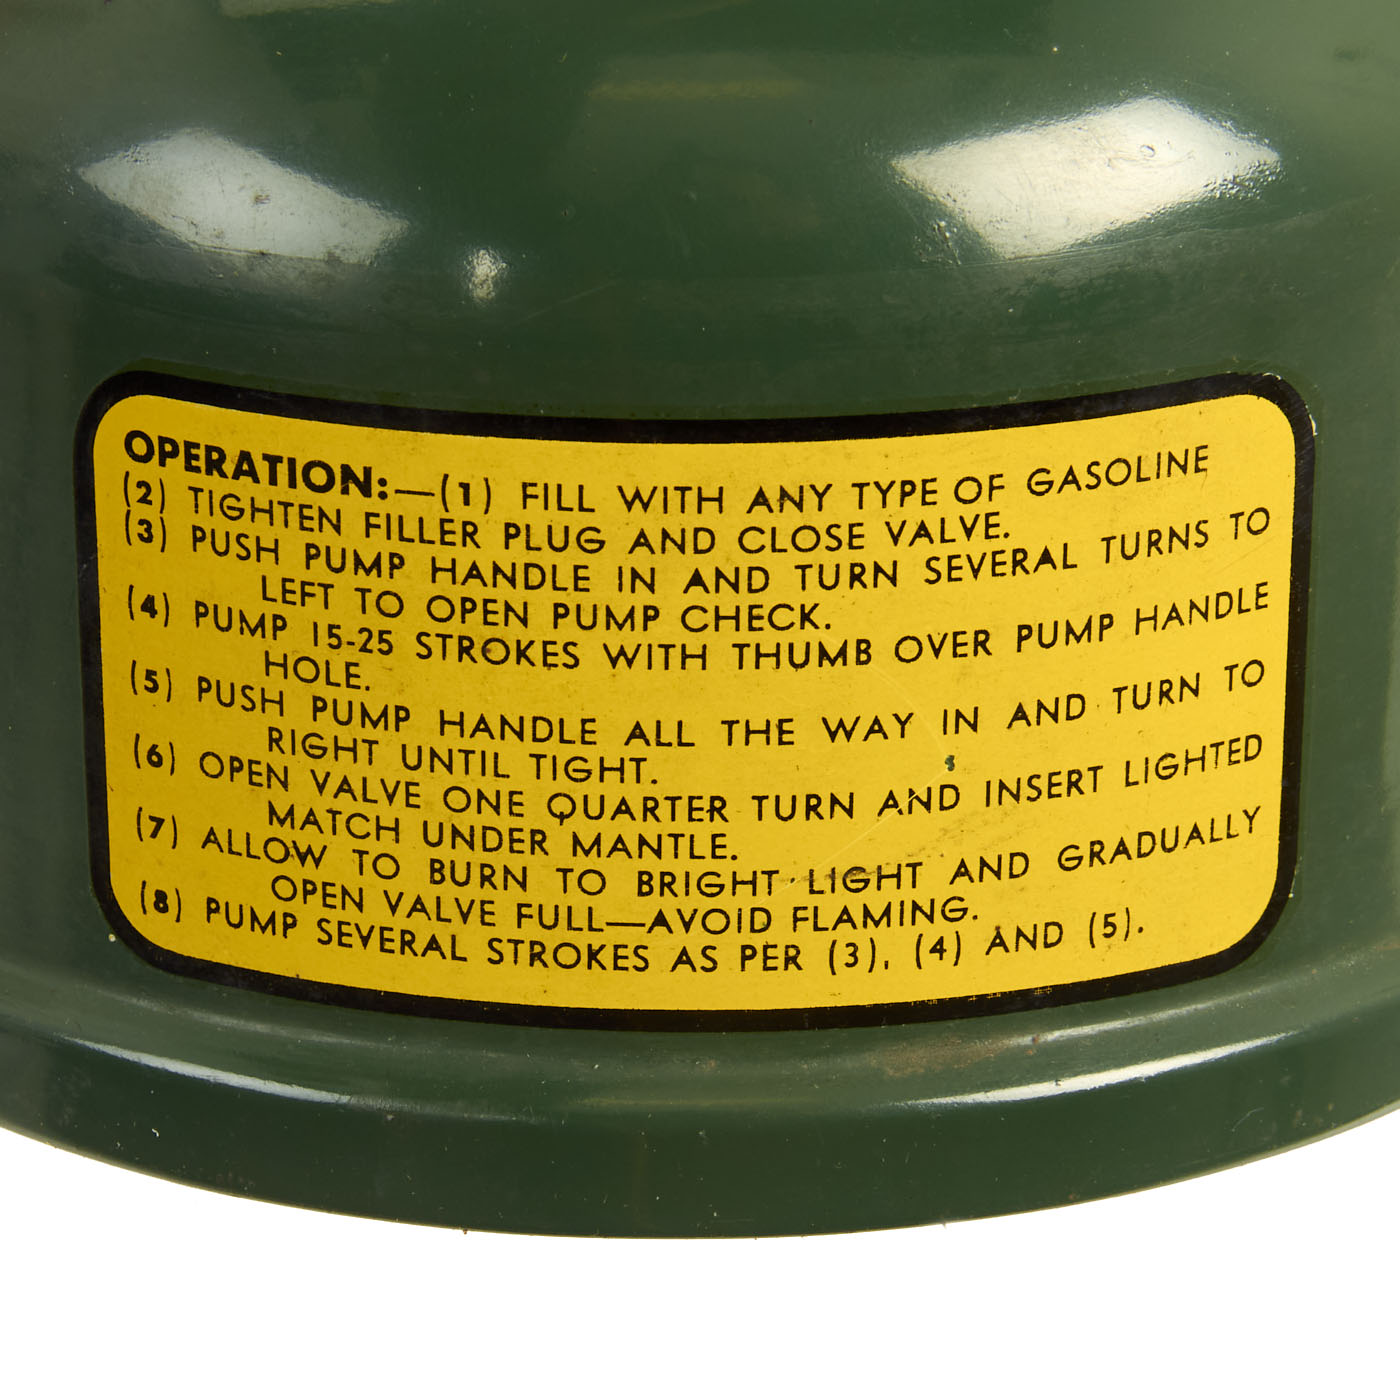 OPERATION:—(1) FILL WITH ANY TYPE OF GASOLINE
(2) TIGHTEN FILLER PLUG AND CLOSE VALVE.
(3) PUSH PUMP HANDLE IN AND TURN SEVERAL TURNS TO
LEFT TO OPEN PUMP CHECK.
(4) PUMP 15-25 STROKES WITH THUMB OVER PUMP HANDLE
HOLE.
(5) PUSH PUMP HANDLE ALL THE WAY IN AND TURN TO
RIGHT UNTIL TIGHT.
(6) OPEN VALVE ONE QUARTER TURN AND INSERT LIGHTED
MATCH UNDER MANTLE.
(7) ALLOW TO BURN TO BRIGHT LIGHT AND GRADUALLY
OPEN VALVE FULL—AVOID FLAMING.
(8) PUMP SEVERAL STROKES AS PER (3), (4) AND (5).